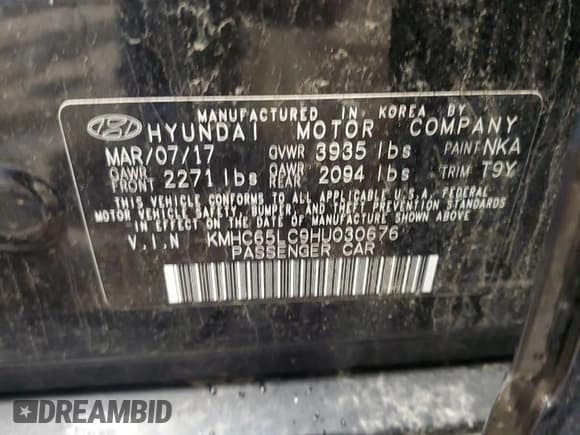 MANUFACTURED IN KOREA BY
HYUNDAI MOTOR COMPANY
MAR/07/17 GVWR 3935 lbs PAINT NKA
GAWR FRONT 2271 lbs GAWR REAR 2094 lbs TRIM T9Y
THIS VEHICLE CONFORMS TO ALL APPLICABLE U.S.A. FEDERAL
MOTOR VEHICLE SAFETY, BUMPER, AND THEFT PREVENTION STANDARDS
IN EFFECT ON THE DATE OF MANUFACTURE SHOWN ABOVE
V.I.N KMHC65LC9HU030676
PASSENGER CAR
DREAMBID